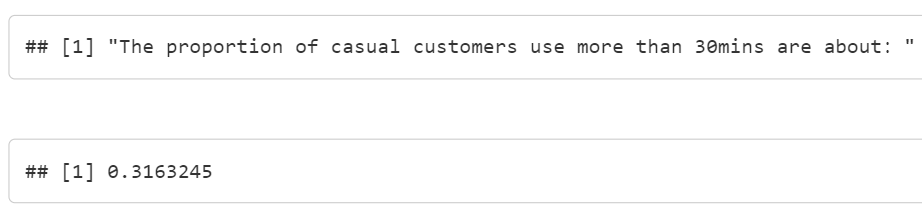 ## [1] "The proportion of casual customers use more than 30mins are about: "
## [1] 0.3163245